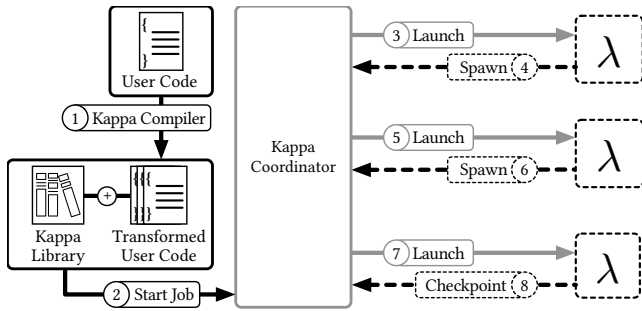 {
}
User Code
1 Kappa Compiler
+
{{{
}}}
Kappa
Library
Transformed
User Code
2 Start Job
Kappa
Coordinator
3 Launch
Spawn 4
λ
5 Launch
Spawn 6
λ
7 Launch
Checkpoint 8
λ